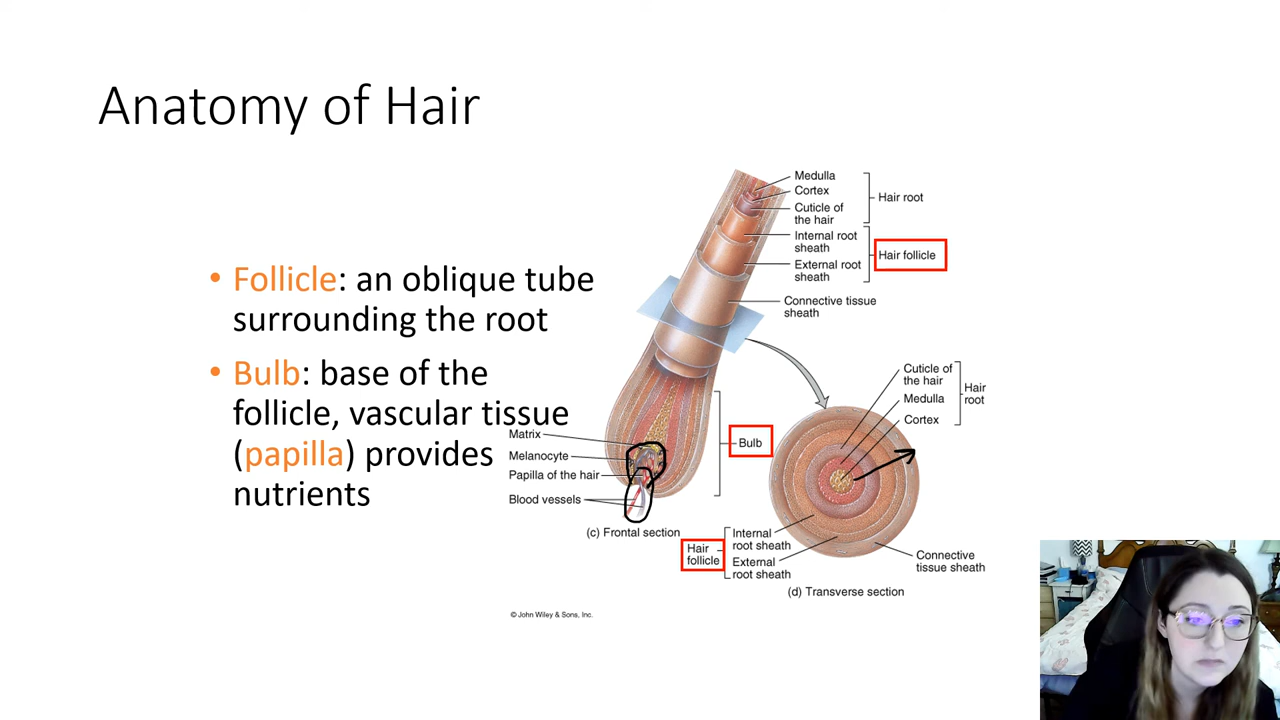 Anatomy of Hair
• Follicle: an oblique tube
surrounding the root
• Bulb: base of the
follicle, vascular tissue
(papilla) provides
nutrients
Medulla
Cortex
Cuticle of
the hair
Hair root
Internal root
sheath
External root
sheath
Hair follicle
Connective tissue
sheath
Matrix
Melanocyte
Papilla of the hair
Blood vessels
Bulb
(c) Frontal section
Cuticle of
the hair
Medulla
Cortex
Hair
root
Hair
follicle
Internal
root sheath
External
root sheath
Connective
tissue sheath
(d) Transverse section
© John Wiley & Sons, Inc.